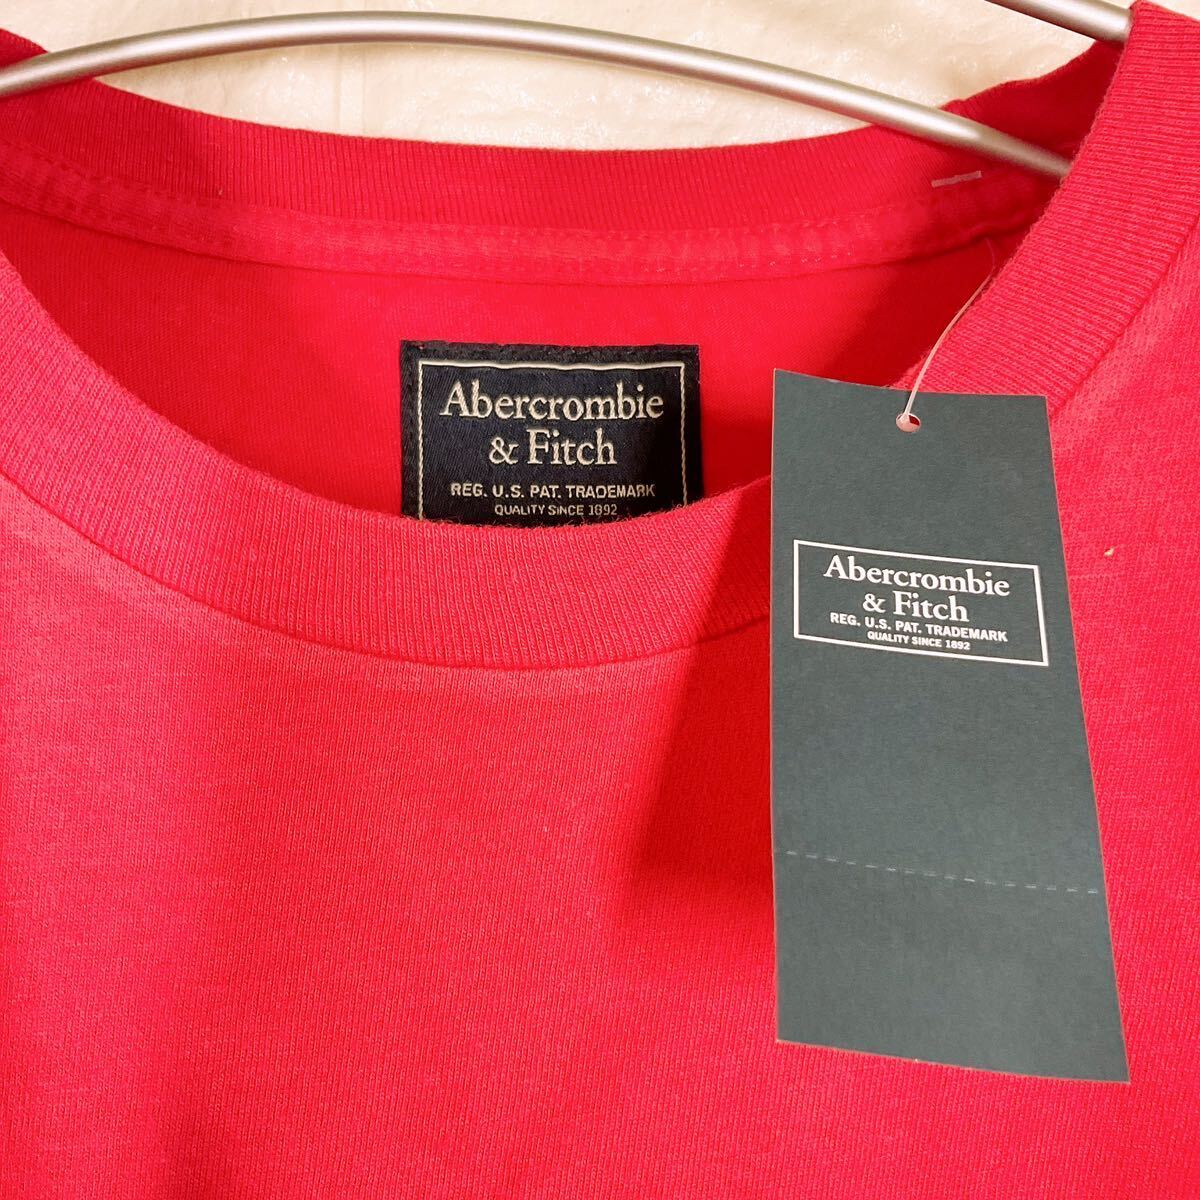 Abercrombie
& Fitch
REG. U.S. PAT. TRADEMARK
QUALITY SINCE 1892
Abercrombie
& Fitch
REG. U.S. PAT. TRADEMARK
QUALITY SINCE 1892